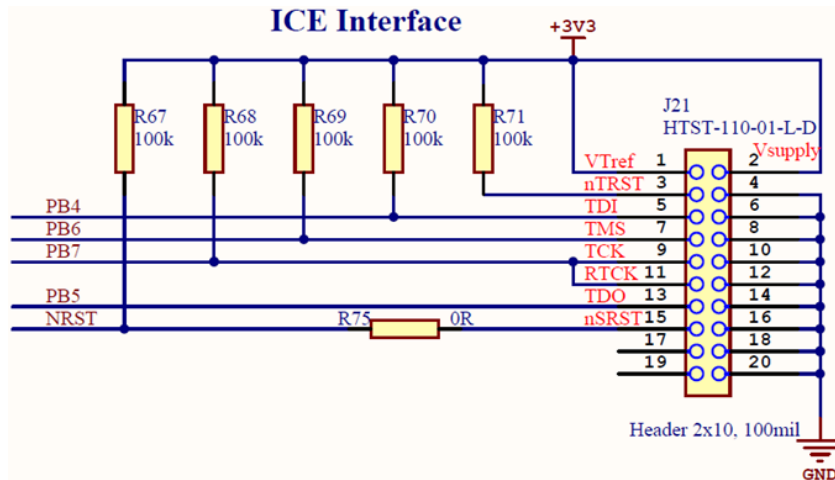 ICE Interface
+3V3
R67
100k
R68
100k
R69
100k
R70
100k
R71
100k
J21
HTST-110-01-L-D
VTref 1 2 Vsupply
nTRST 3 4
PB4 TDI 5 6
PB6 TMS 7 8
PB7 TCK 9 10
RTCK 11 12
PB5 TDO 13 14
NRST R75 0R nSRST 15 16
17 18
19 20
Header 2x10, 100mil
GND